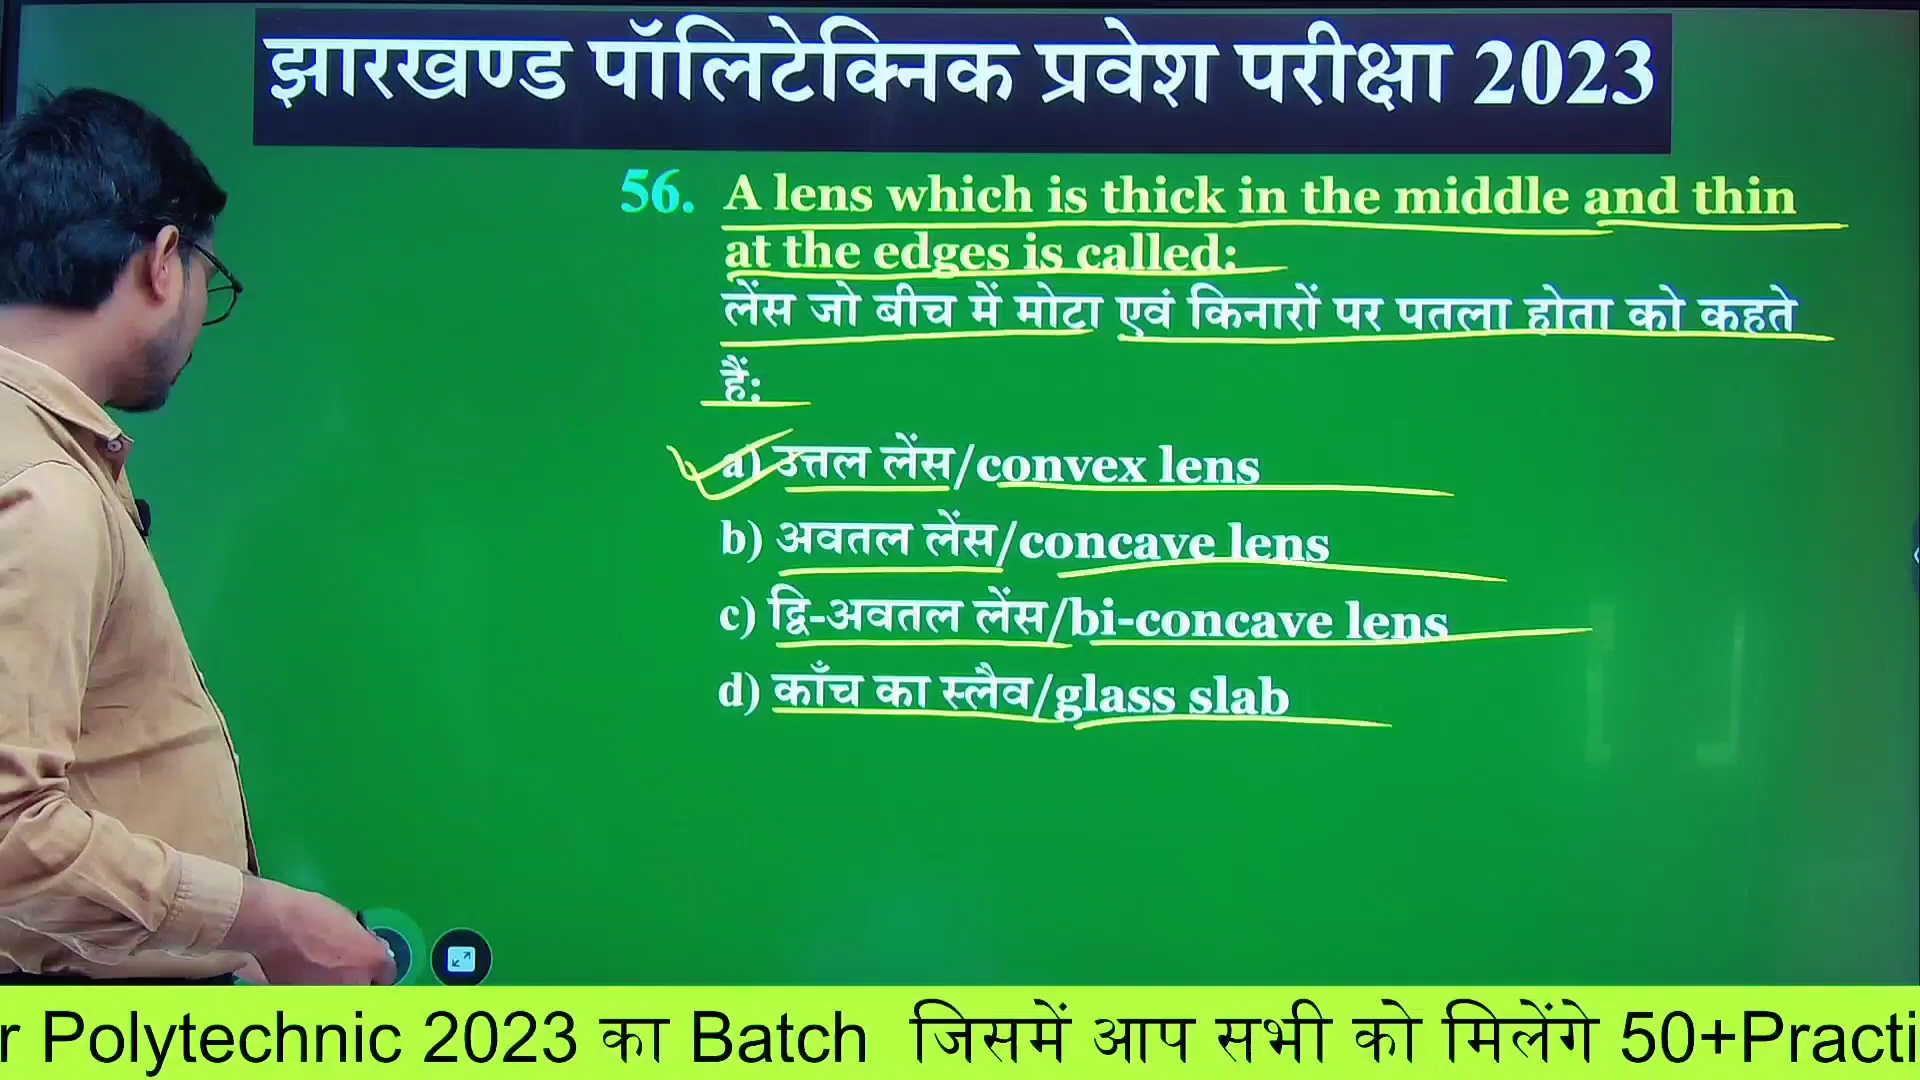 झारखण्ड पॉलिटेक्निक प्रवेश परीक्षा 2023
56. A lens which is thick in the middle and thin
at the edges is called:
लेंस जो बीच में मोटा एवं किनारों पर पतला होता को कहते
हैं:
a) उत्तल लेंस/convex lens
b) अवतल लेंस/concave lens
c) द्वि-अवतल लेंस/bi-concave lens
d) काँच का स्लैव/glass slab
r Polytechnic 2023 का Batch जिसमें आप सभी को मिलेंगे 50+Practi